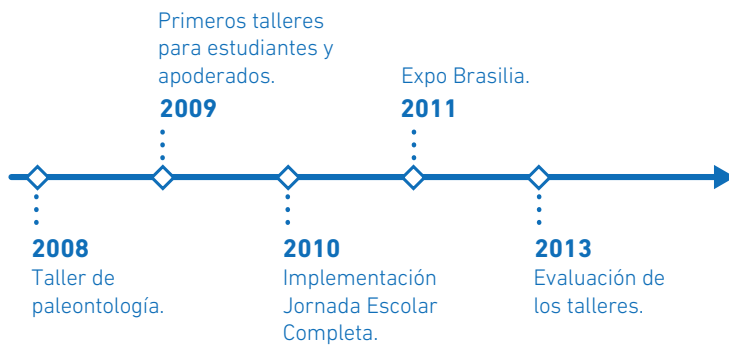 Primeros talleres
para estudiantes y
apoderados.
2009
Expo Brasilia.
2011
2008
Taller de
paleontología.
2010
Implementación
Jornada Escolar
Completa.
2013
Evaluación de
los talleres.